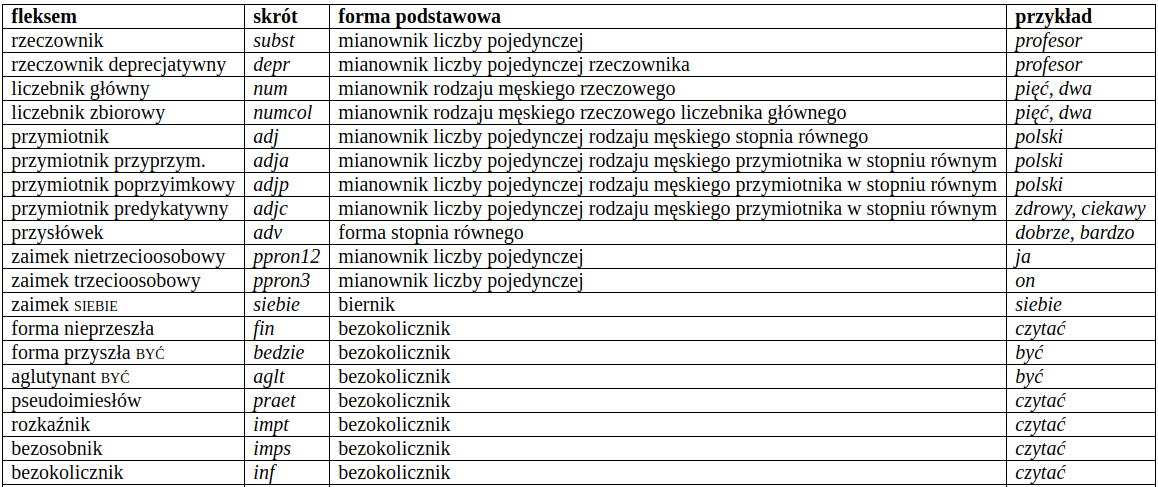 fleksem skrót forma podstawowa przykład
rzeczownik subst mianownik liczby pojedynczej profesor
rzeczownik deprecjatywny depr mianownik liczby pojedynczej rzeczownika profesor
liczebnik główny num mianownik rodzaju męskiego rzeczowego pięć, dwa
liczebnik zbiorowy numcol mianownik rodzaju męskiego rzeczowego liczebnika głównego pięć, dwa
przymiotnik adj mianownik liczby pojedynczej rodzaju męskiego stopnia równego polski
przymiotnik przyprzym. adja mianownik liczby pojedynczej rodzaju męskiego przymiotnika w stopniu równym polski
przymiotnik poprzyimkowy adjp mianownik liczby pojedynczej rodzaju męskiego przymiotnika w stopniu równym polski
przymiotnik predykatywny adjc mianownik liczby pojedynczej rodzaju męskiego przymiotnika w stopniu równym zdrowy, ciekawy
przysłówek adv forma stopnia równego dobrze, bardzo
zaimek nietrzecioosobowy ppron12 mianownik liczby pojedynczej ja
zaimek trzecioosobowy ppron3 mianownik liczby pojedynczej on
zaimek SIEBIE siebie biernik siebie
forma nieprzeszła fin bezokolicznik czytać
forma przyszła BYĆ bedzie bezokolicznik być
aglutynant BYĆ aglt bezokolicznik być
pseudoimiesłów praet bezokolicznik czytać
rozkaźnik impt bezokolicznik czytać
bezosobnik imps bezokolicznik czytać
bezokolicznik inf bezokolicznik czytać